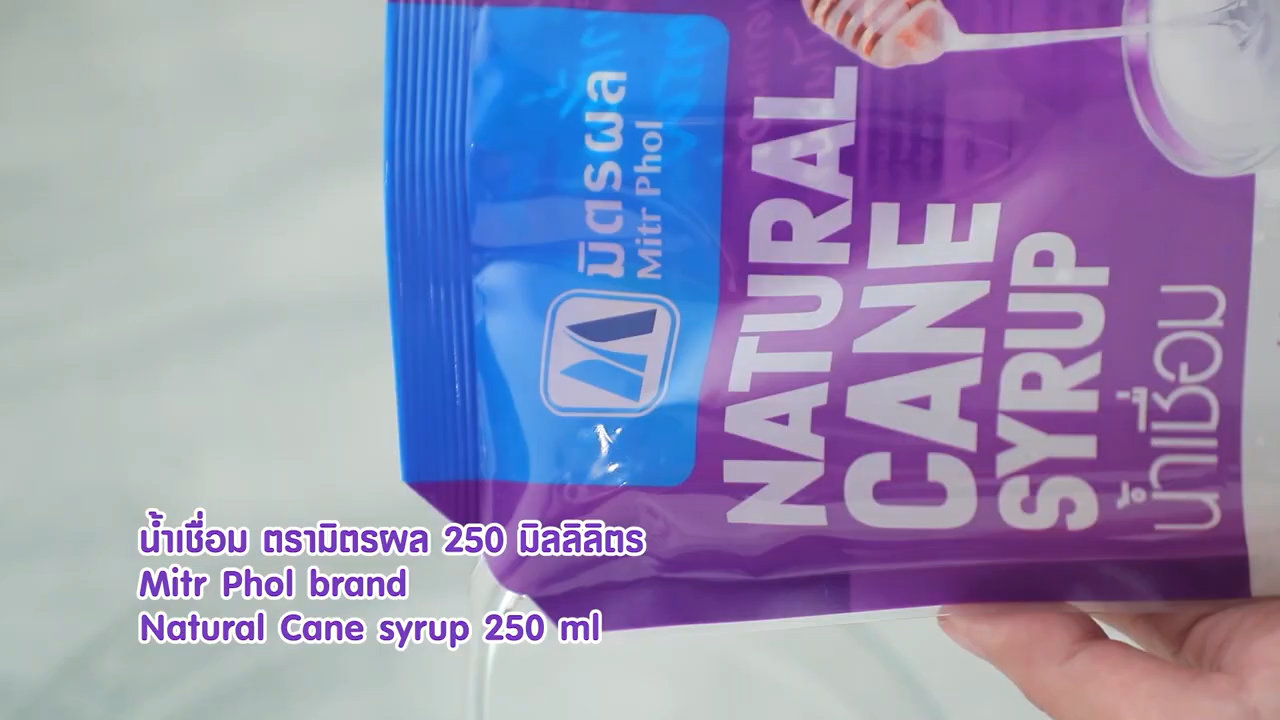 มิตรผล
Mitr Phol
NATURAL
CANE
SYRUP
น้ำเชื่อม
น้ำเชื่อม ตรามิตรผล 250 มิลลิลิตร
Mitr Phol brand
Natural Cane syrup 250 ml